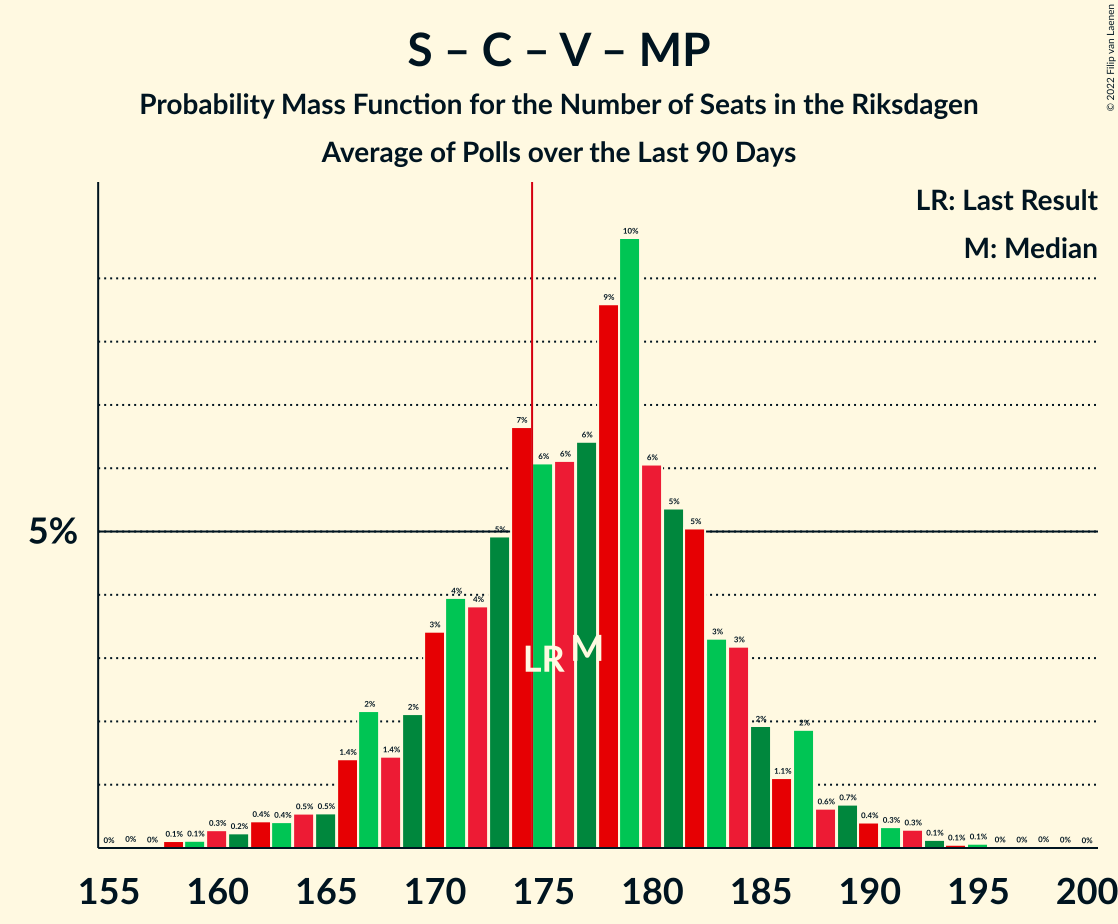 S – C – V – MP
Probability Mass Function for the Number of Seats in the Riksdagen
Average of Polls over the Last 90 Days
© 2022 Filip van Laenen
LR: Last Result
M: Median
5%
0% 0% 0% 0.1% 0.1% 0.3% 0.2% 0.4% 0.4% 0.5% 0.5% 1.4% 2% 1.4% 2% 3% 4% 4% 5% 7% 6% 6% 6% 9% 10% 6% 5% 5% 3% 3% 2% 1.1% 2% 0.6% 0.7% 0.4% 0.3% 0.3% 0.1% 0.1% 0.1% 0% 0% 0% 0% 0%
LR M
155 160 165 170 175 180 185 190 195 200